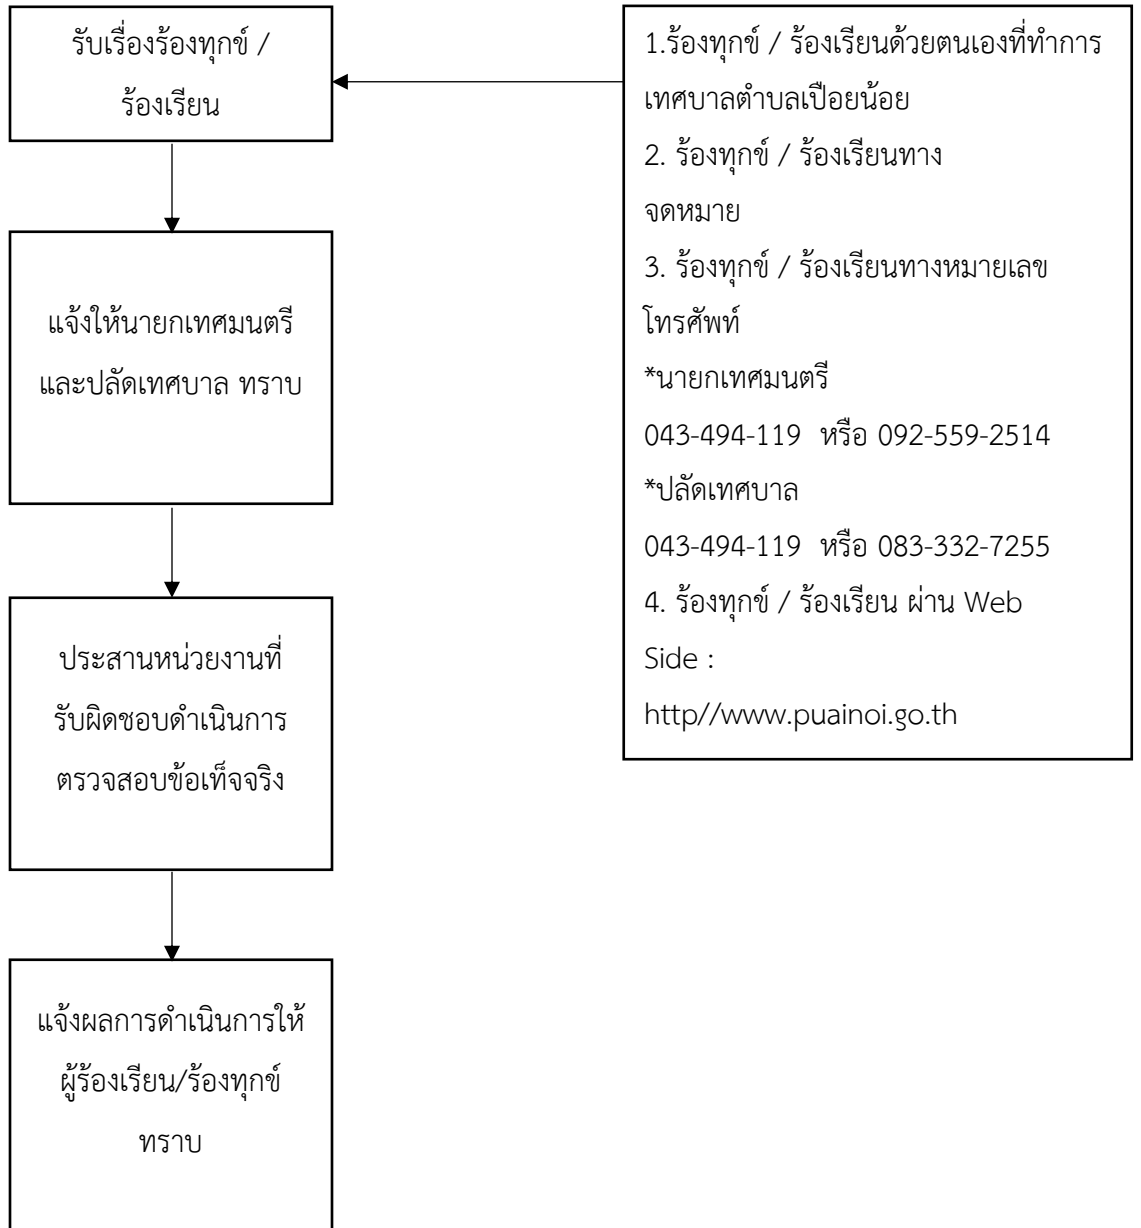 รับเรื่องร้องทุกข์ /
ร้องเรียน
แจ้งให้นายกเทศมนตรี
และปลัดเทศบาล ทราบ
ประสานหน่วยงานที่
รับผิดชอบดำเนินการ
ตรวจสอบข้อเท็จจริง
แจ้งผลการดำเนินการให้
ผู้ร้องเรียน/ร้องทุกข์
ทราบ
1.ร้องทุกข์ / ร้องเรียนด้วยตนเองที่ทำการ
เทศบาลตำบลเปือยน้อย
2. ร้องทุกข์ / ร้องเรียนทาง
จดหมาย
3. ร้องทุกข์ / ร้องเรียนทางหมายเลข
โทรศัพท์
*นายกเทศมนตรี
043-494-119 หรือ 092-559-2514
*ปลัดเทศบาล
043-494-119 หรือ 083-332-7255
4. ร้องทุกข์ / ร้องเรียน ผ่าน Web
Side :
http//www.puainoi.go.th